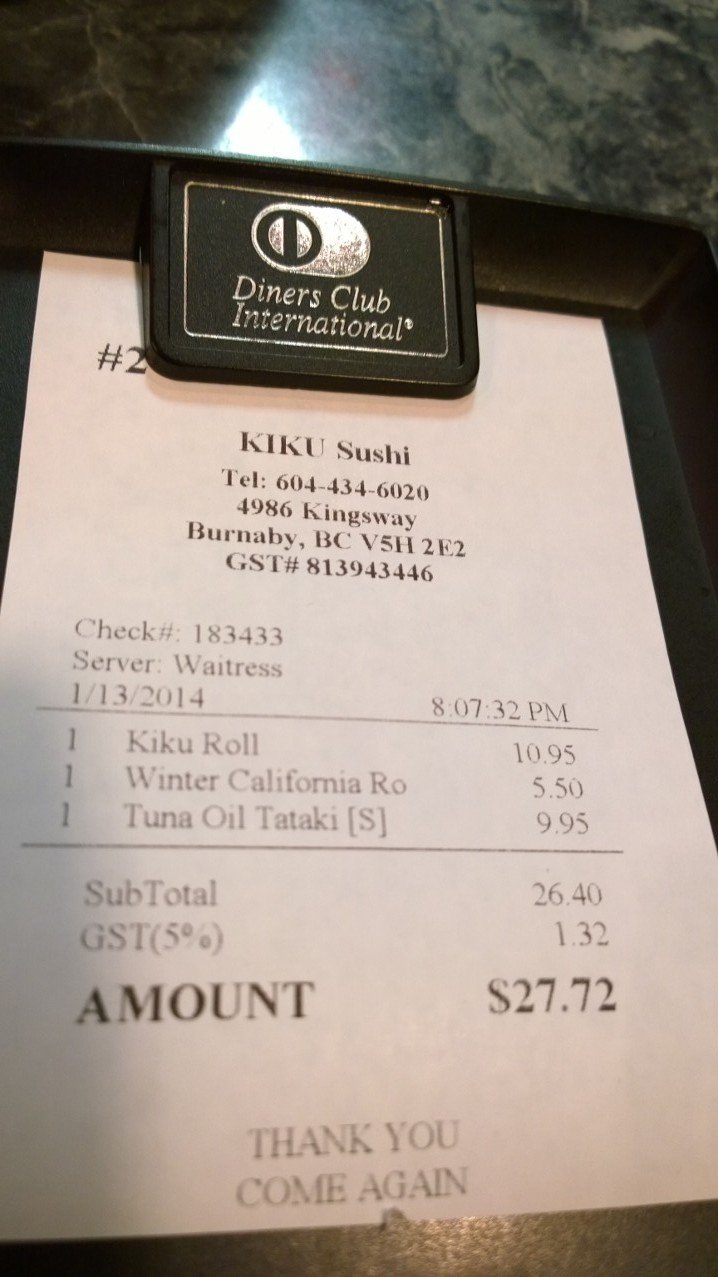 Diners Club
International®
#2
KIKU Sushi
Tel: 604-434-6020
4986 Kingsway
Burnaby, BC V5H 2E2
GST# 813943446
Check#: 183433
Server: Waitress
1/13/2014 8:07:32 PM
1 Kiku Roll 10.95
1 Winter California Ro 5.50
1 Tuna Oil Tataki [S] 9.95
SubTotal 26.40
GST(5%) 1.32
AMOUNT $27.72
THANK YOU
COME AGAIN